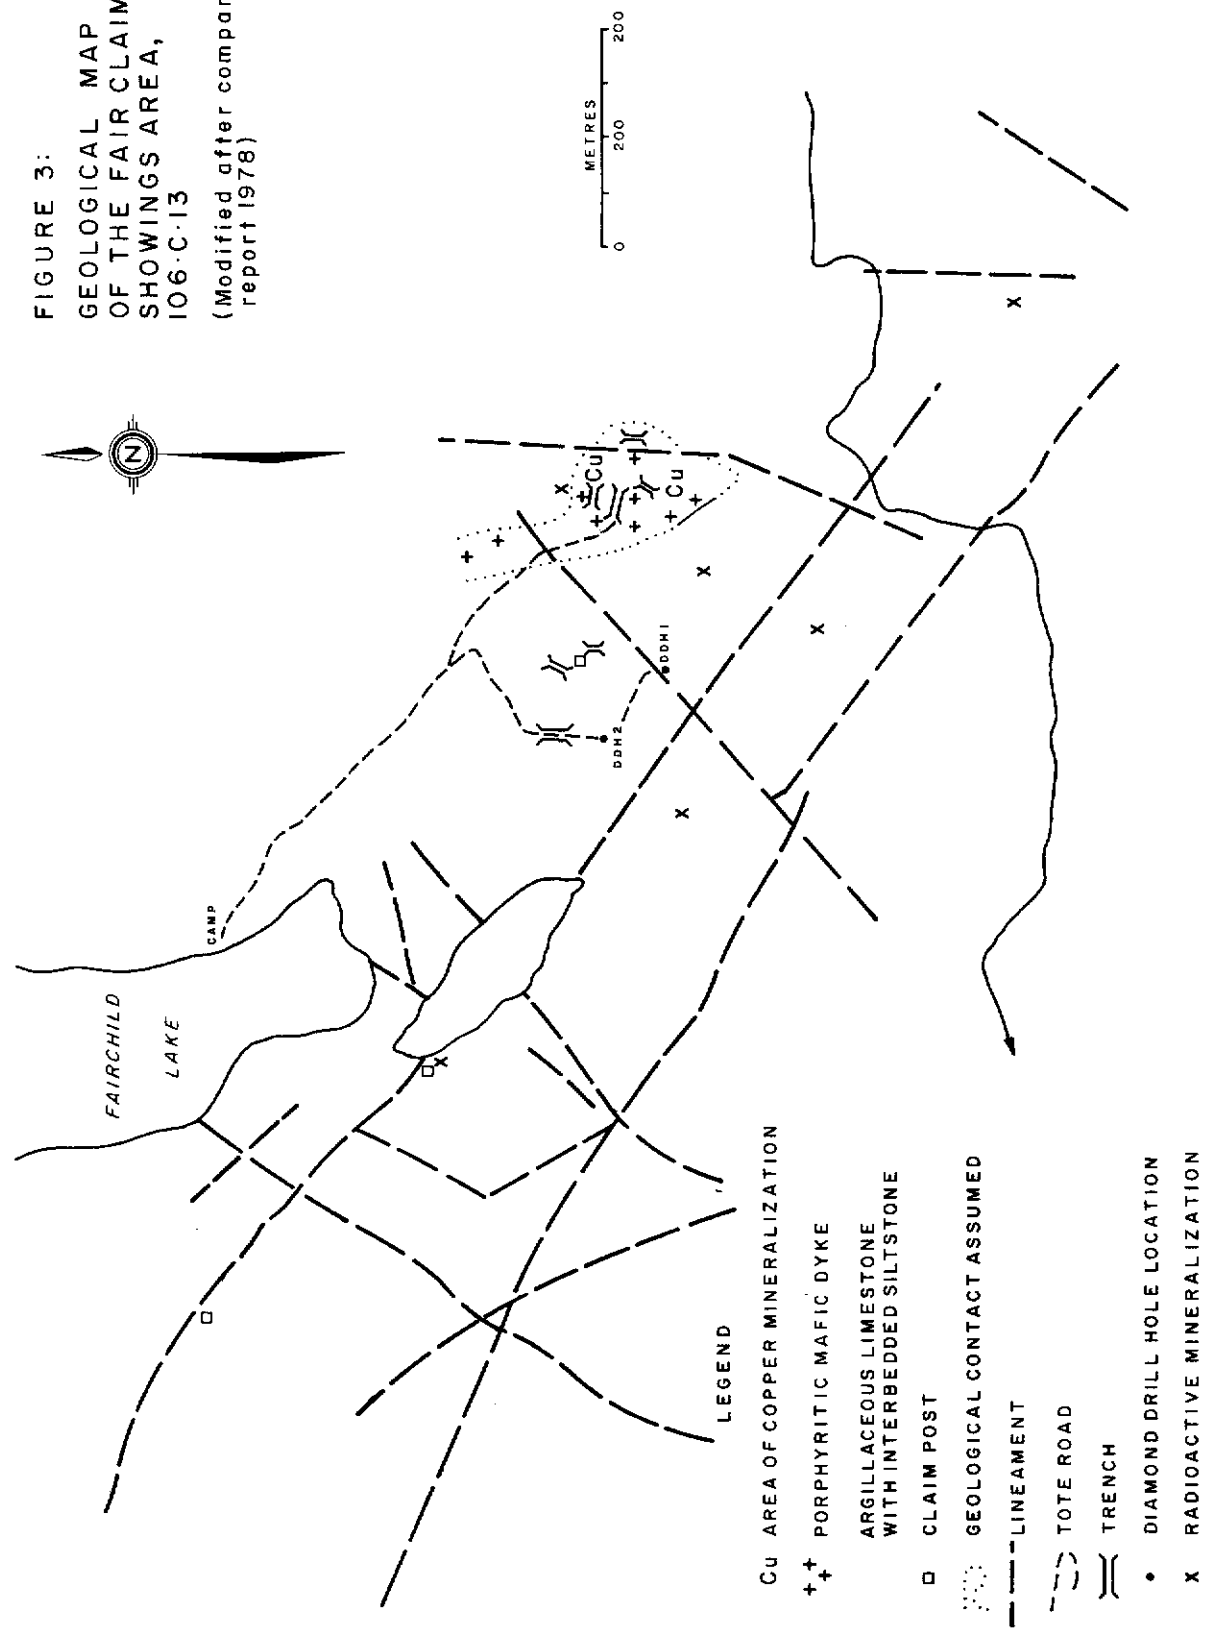 FIGURE 3:
GEOLOGICAL MAP
OF THE FAIR CLAIM
SHOWINGS AREA,
106·C·13
(Modified after
report 1978)
N
METRES
0 200 200
FAIRCHILD
LAKE
CAMP
Cu
Cu
x
x
x
x
x
x
DDH1
DDH2
LEGEND
Cu AREA OF COPPER MINERALIZATION
PORPHYRITIC MAFIC DYKE
ARGILLACEOUS LIMESTONE
WITH INTERBEDDED SILTSTONE
CLAIM POST
GEOLOGICAL CONTACT ASSUMED
LINEAMENT
TOTE ROAD
TRENCH
DIAMOND DRILL HOLE LOCATION
x RADIOACTIVE MINERALIZATION